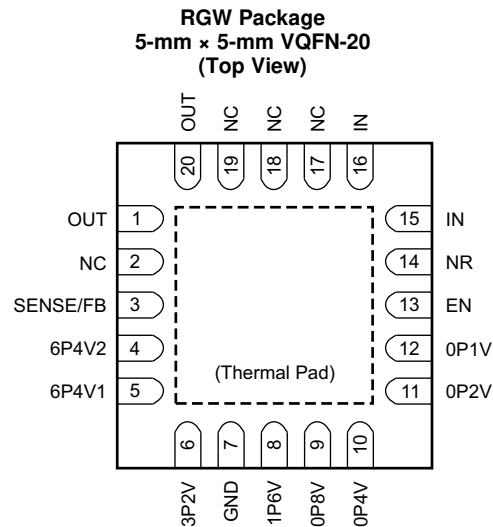 RGW Package
5-mm × 5-mm VQFN-20
(Top View)
OUT NC NC NC IN
20 19 18 17 16
OUT 1 15 IN
NC 2 14 NR
SENSE/FB 3 13 EN
6P4V2 4 12 0P1V
6P4V1 5 (Thermal Pad) 11 0P2V
6 7 8 9 10
3P2V GND 1P6V 0P8V 0P4V